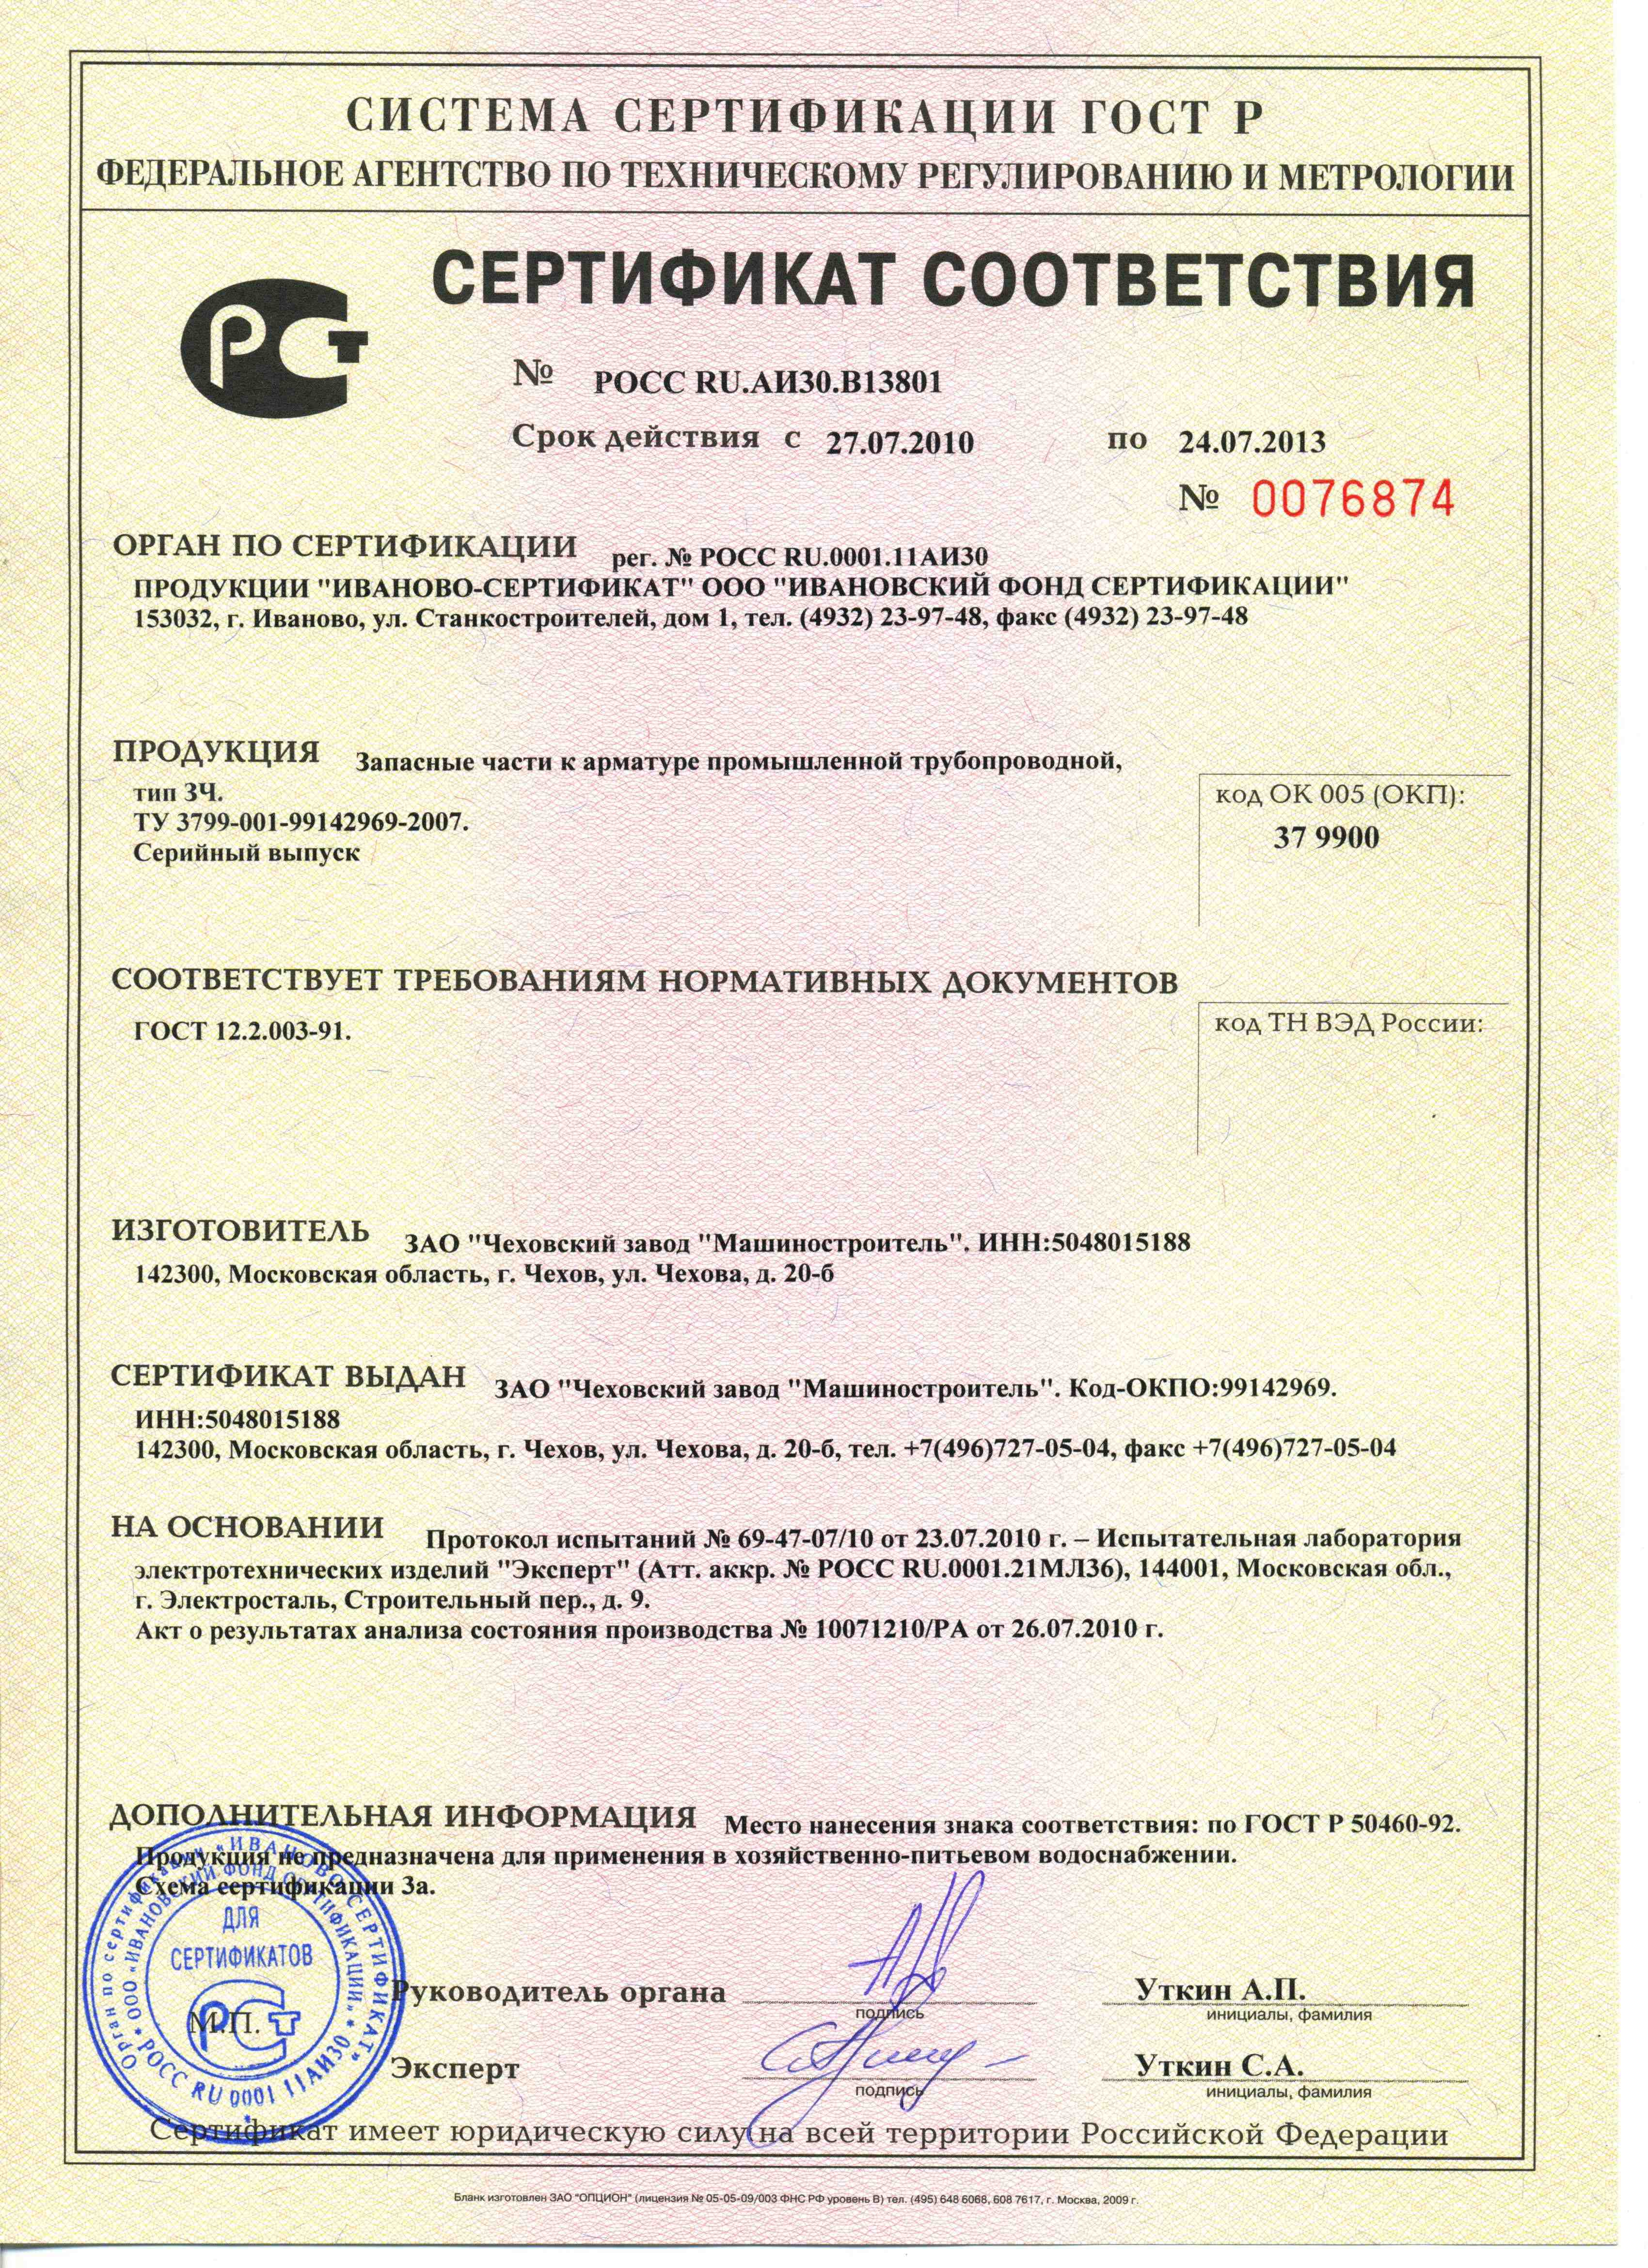 СИСТЕМА СЕРТИФИКАЦИИ ГОСТ Р
ФЕДЕРАЛЬНОЕ АГЕНТСТВО ПО ТЕХНИЧЕСКОМУ РЕГУЛИРОВАНИЮ И МЕТРОЛОГИИ
СЕРТИФИКАТ СООТВЕТСТВИЯ
№ РОСС RU.АИ30.В13801
Срок действия с 27.07.2010 по 24.07.2013
№ 0076874
ОРГАН ПО СЕРТИФИКАЦИИ рег. № РОСС RU.0001.11АИ30
ПРОДУКЦИИ "ИВАНОВО-СЕРТИФИКАТ" ООО "ИВАНОВСКИЙ ФОНД СЕРТИФИКАЦИИ"
153032, г. Иваново, ул. Станкостроителей, дом 1, тел. (4932) 23-97-48, факс (4932) 23-97-48
ПРОДУКЦИЯ Запасные части к арматуре промышленной трубопроводной,
тип ЗЧ.
ТУ 3799-001-99142969-2007.
Серийный выпуск
код ОК 005 (ОКП):
37 9900
СООТВЕТСТВУЕТ ТРЕБОВАНИЯМ НОРМАТИВНЫХ ДОКУМЕНТОВ
ГОСТ 12.2.003-91.
код ТН ВЭД России:
ИЗГОТОВИТЕЛЬ ЗАО "Чеховский завод "Машиностроитель". ИНН:5048015188
142300, Московская область, г. Чехов, ул. Чехова, д. 20-б
СЕРТИФИКАТ ВЫДАН ЗАО "Чеховский завод "Машиностроитель". Код-ОКПО:99142969.
ИНН:5048015188
142300, Московская область, г. Чехов, ул. Чехова, д. 20-б, тел. +7(496)727-05-04, факс +7(496)727-05-04
НА ОСНОВАНИИ Протокол испытаний № 69-47-07/10 от 23.07.2010 г. – Испытательная лаборатория
электротехнических изделий "Эксперт" (Атт. аккр. № РОСС RU.0001.21МЛ36), 144001, Московская обл.,
г. Электросталь, Строительный пер., д. 9.
Акт о результатах анализа состояния производства № 10071210/РА от 26.07.2010 г.
ДОПОЛНИТЕЛЬНАЯ ИНФОРМАЦИЯ Место нанесения знака соответствия: по ГОСТ Р 50460-92.
Продукция не предназначена для применения в хозяйственно-питьевом водоснабжении.
Схема сертификации 3а.
Орган по сертификации «ИВАНОВО-СЕРТИФИКАТ»
ООО «ИВАНОВСКИЙ ФОНД СЕРТИФИКАЦИИ» * РОСС RU 0001 11АИ30 *
ДЛЯ
СЕРТИФИКАТОВ
М.П.
Руководитель органа
подпись
Уткин А.П.
инициалы, фамилия
Эксперт
подпись
Уткин С.А.
инициалы, фамилия
Сертификат имеет юридическую силу на всей территории Российской Федерации
Бланк изготовлен ЗАО "ОПЦИОН" (лицензия № 05-05-09/003 ФНС РФ уровень В) тел. (495) 648 6068, 608 7617, г. Москва, 2009 г.